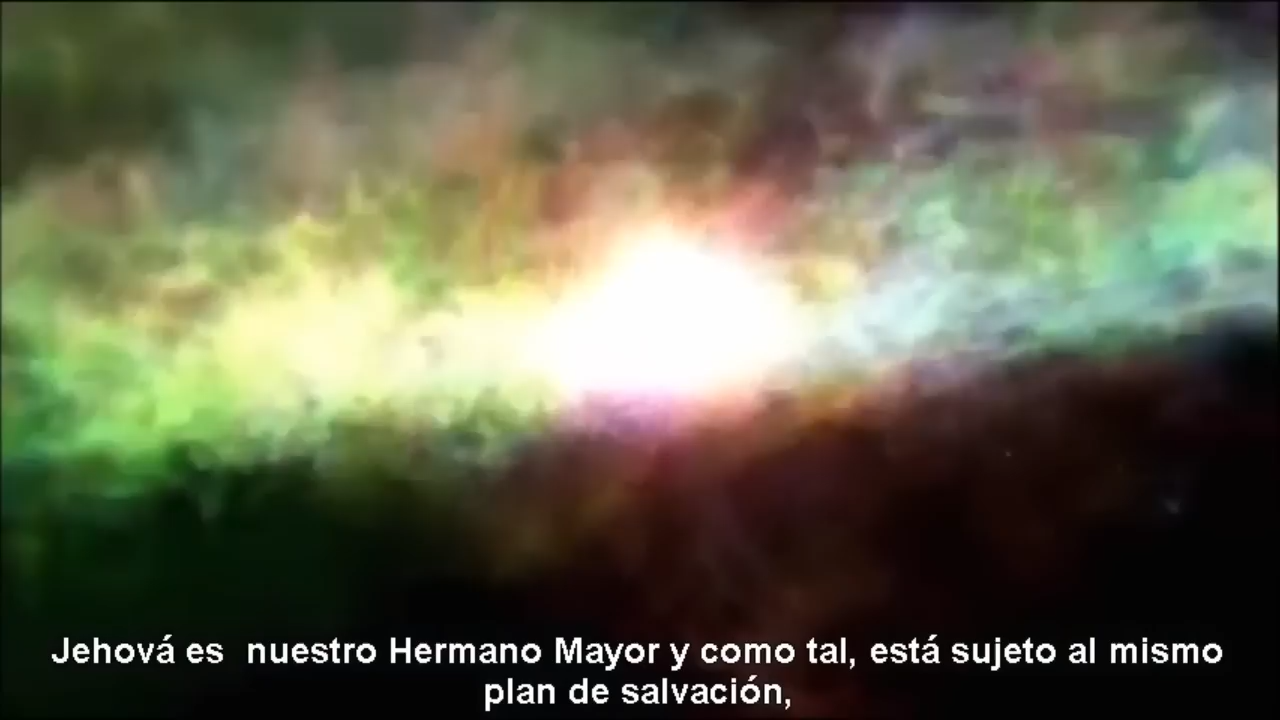 Jehová es  nuestro Hermano Mayor y como tal, está sujeto al mismo
plan de salvación,